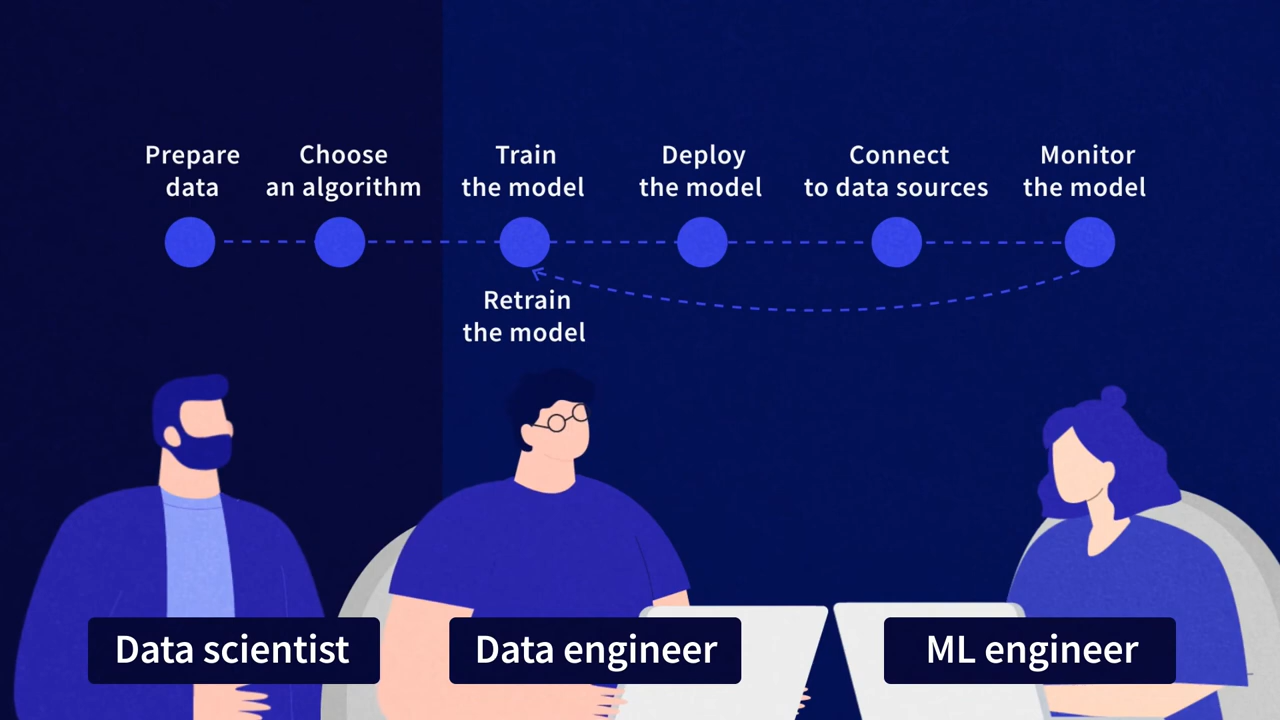 Prepare
data
Choose
an algorithm
Train
the model
Deploy
the model
Connect
to data sources
Monitor
the model
Retrain
the model
Data scientist
Data engineer
ML engineer